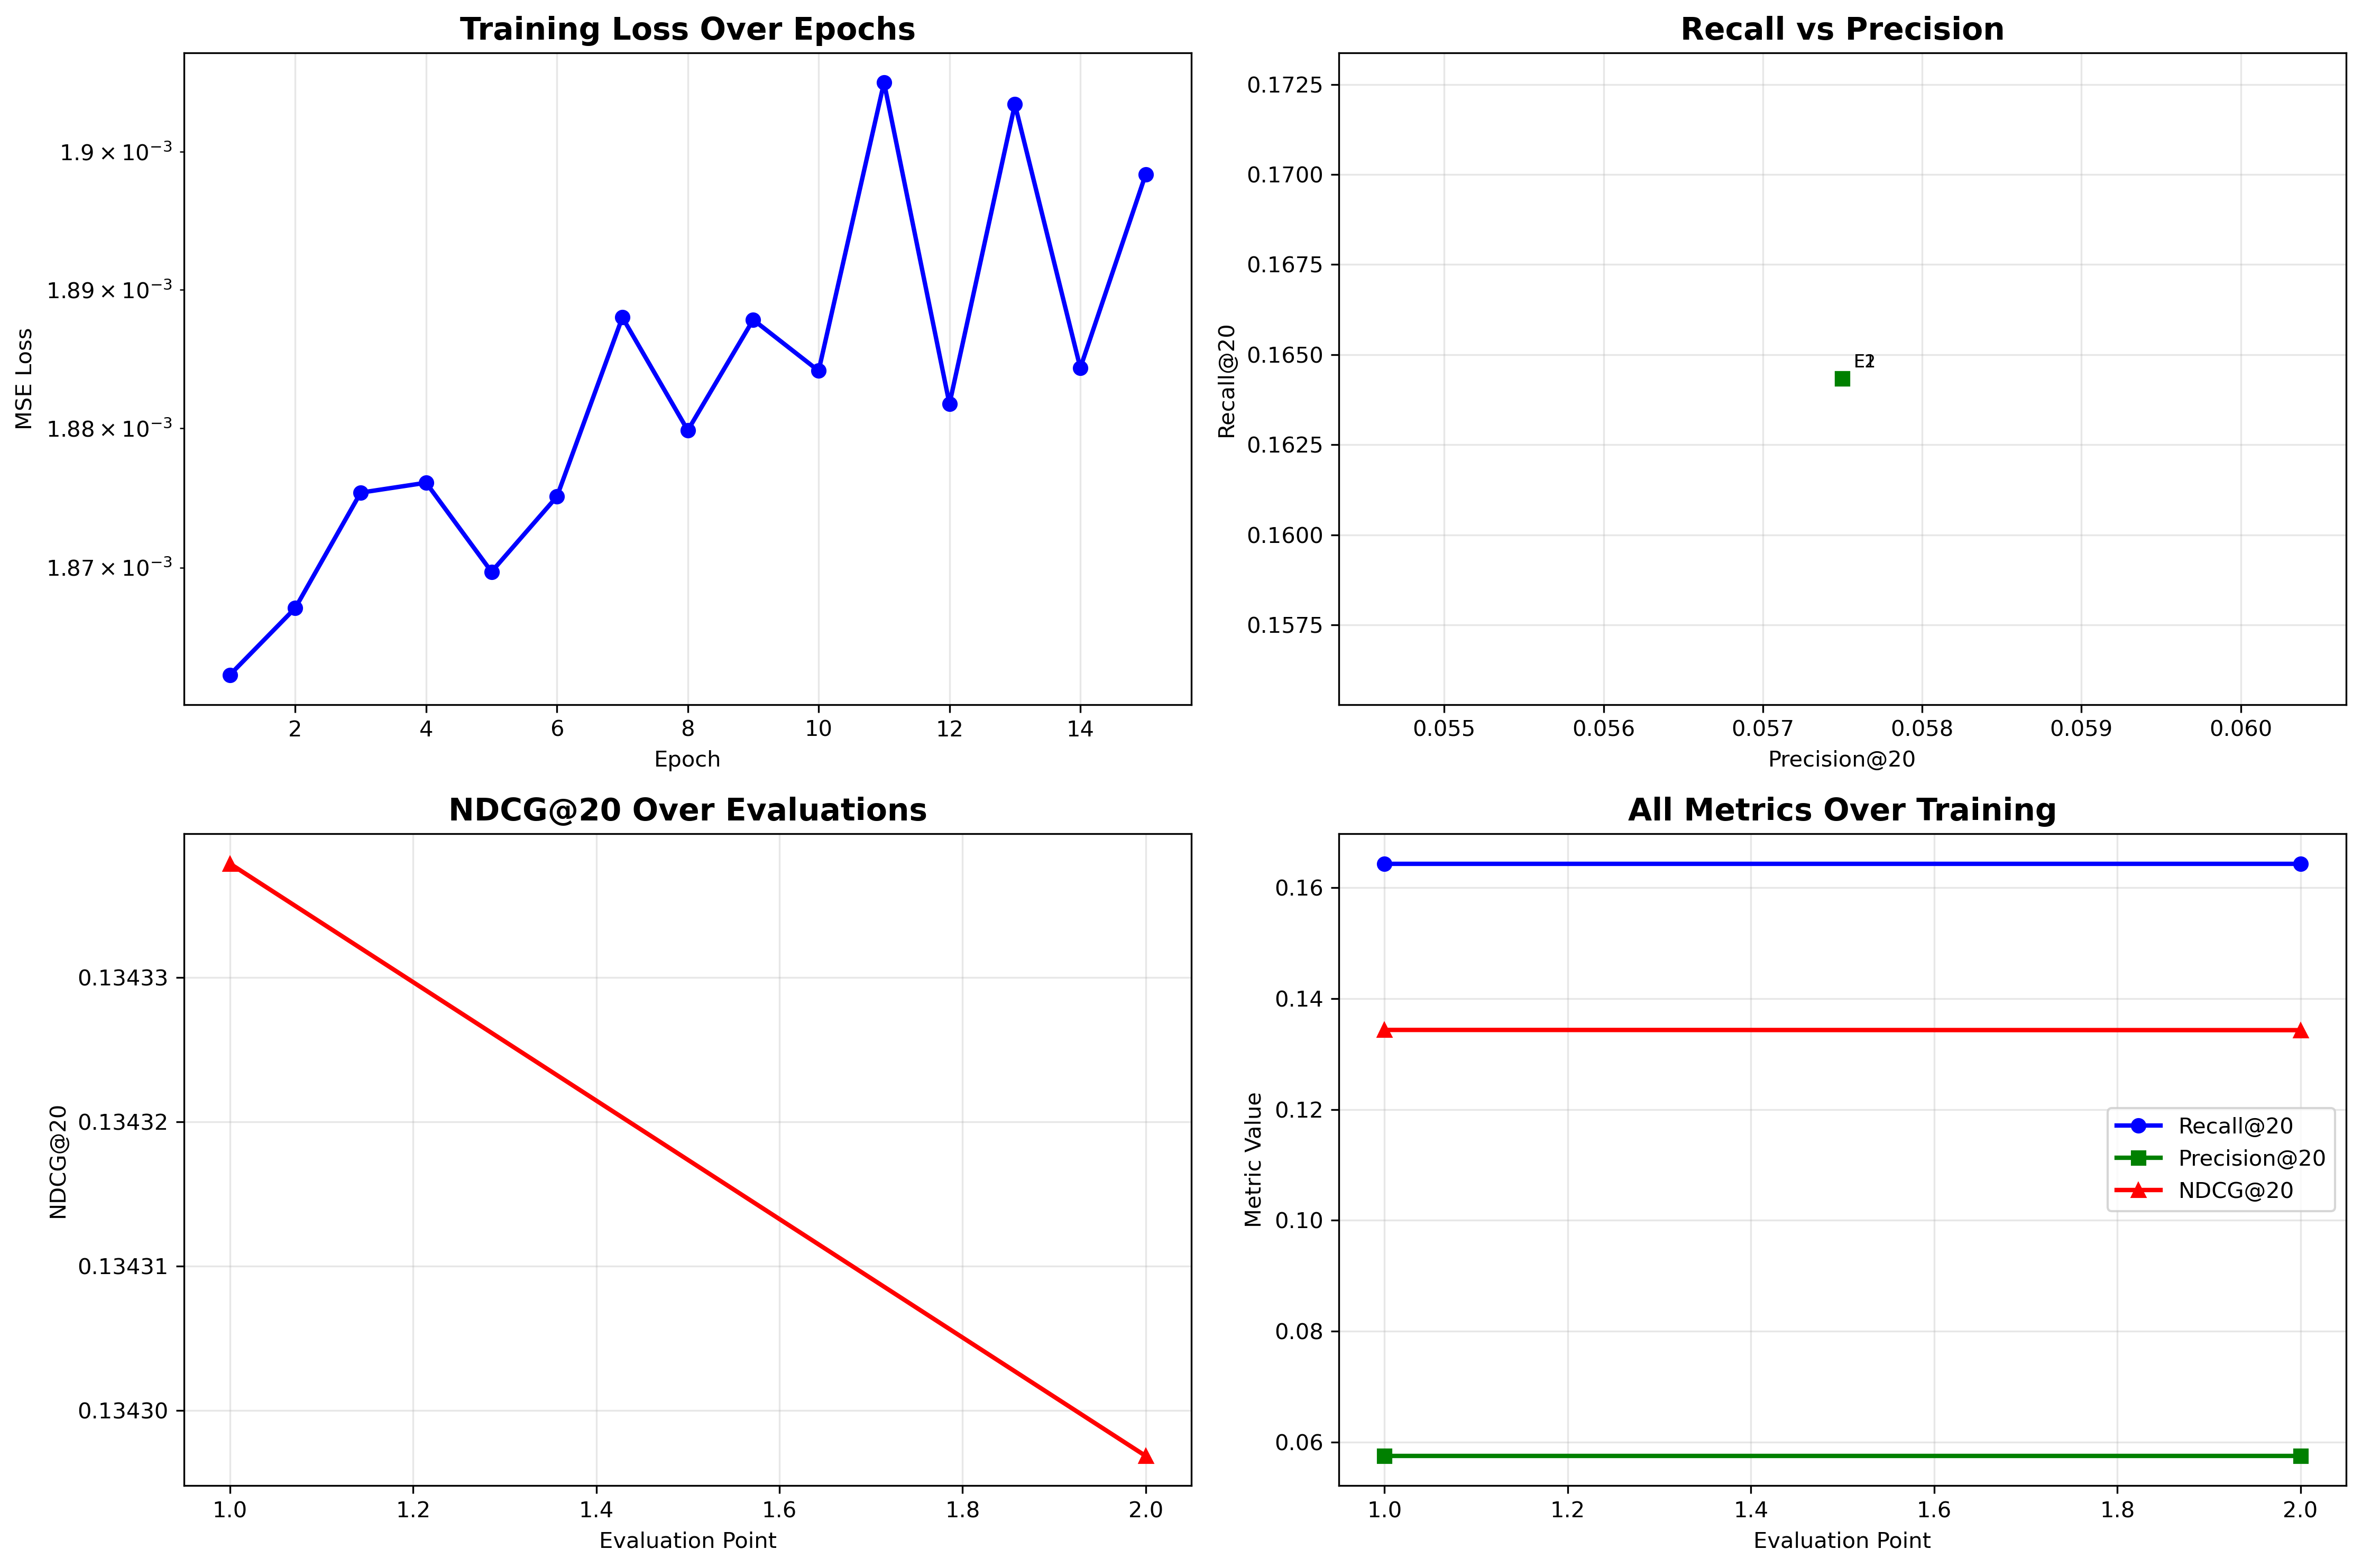 Training Loss Over Epochs
MSE Loss
1.9 × 10⁻³
1.89 × 10⁻³
1.88 × 10⁻³
1.87 × 10⁻³
2 4 6 8 10 12 14
Epoch
Recall vs Precision
Recall@20
0.1725
0.1700
0.1675
0.1650
0.1625
0.1600
0.1575
0.055 0.056 0.057 0.058 0.059 0.060
Precision@20
NDCG@20 Over Evaluations
NDCG@20
0.13433
0.13432
0.13431
0.13430
1.0 1.2 1.4 1.6 1.8 2.0
Evaluation Point
All Metrics Over Training
Metric Value
0.16
0.14
0.12
0.10
0.08
0.06
Recall@20
Precision@20
NDCG@20
1.0 1.2 1.4 1.6 1.8 2.0
Evaluation Point